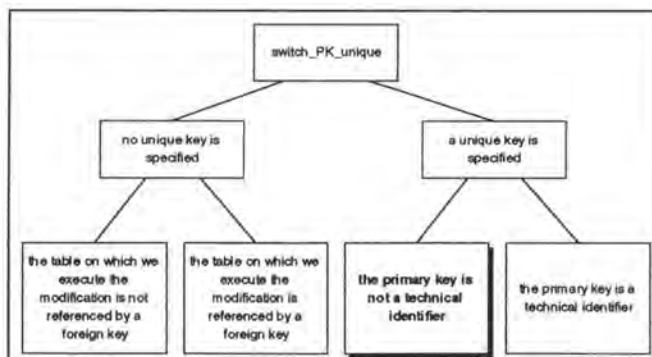 switch_PK_unique
no unique key is
specified
a unique key is
specified
the table on which we
execute the
modification is not
referenced by a
foreign key
the table on which we
execute the
modification is
referenced by a
foreign key
the primary key is
not a technical
identifier
the primary key is a
technical identifier